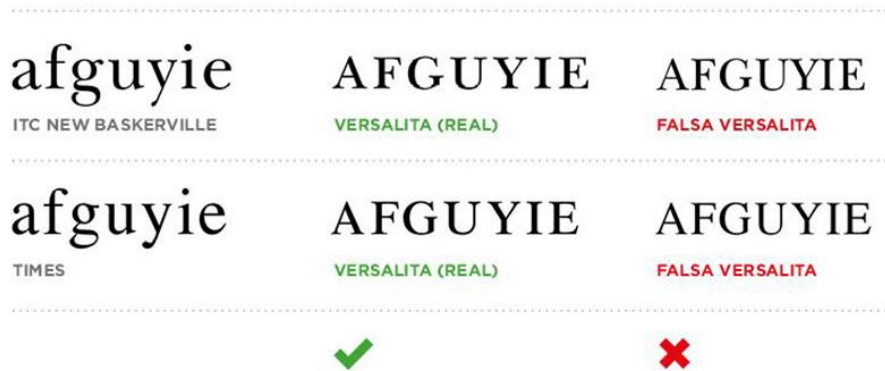 afguyie AFGUYIE AFGUYIE
ITC NEW BASKERVILLE VERSALITA (REAL) FALSA VERSALITA
afguyie AFGUYIE AFGUYIE
TIMES VERSALITA (REAL) FALSA VERSALITA